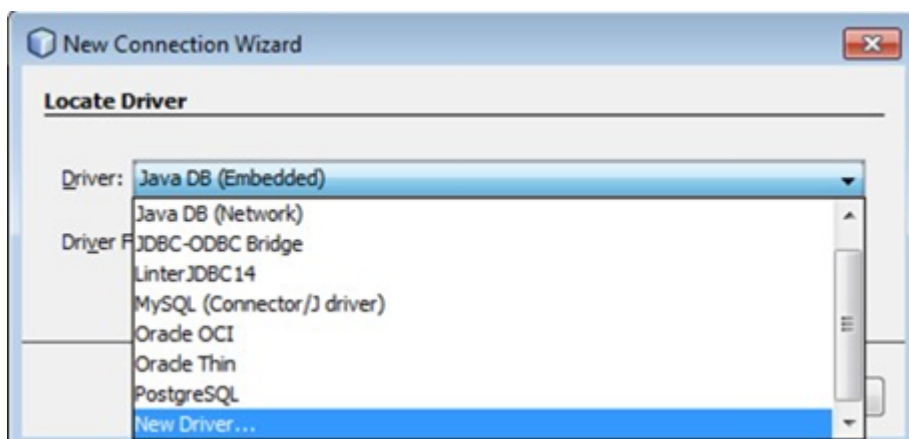 New Connection Wizard
Locate Driver
Driver: Java DB (Embedded)
Java DB (Network)
Driver F JDBC-ODBC Bridge
LinterJDBC14
MySQL (Connector/J driver)
Oracle OCI
Oracle Thin
PostgreSQL
New Driver...